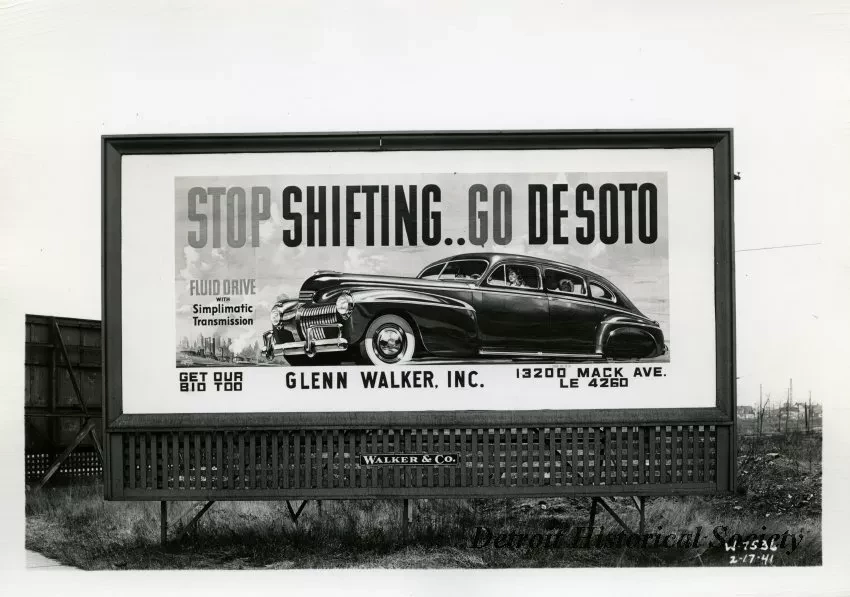 STOP SHIFTING.. GO DE SOTO
FLUID DRIVE
WITH
Simplimatic
Transmission
GET OUR
BID TOO
GLENN WALKER, INC.
13200 MACK AVE.
LE 4260
WALKER & CO.
Detroit Historical Society
W-7536
2-17-41